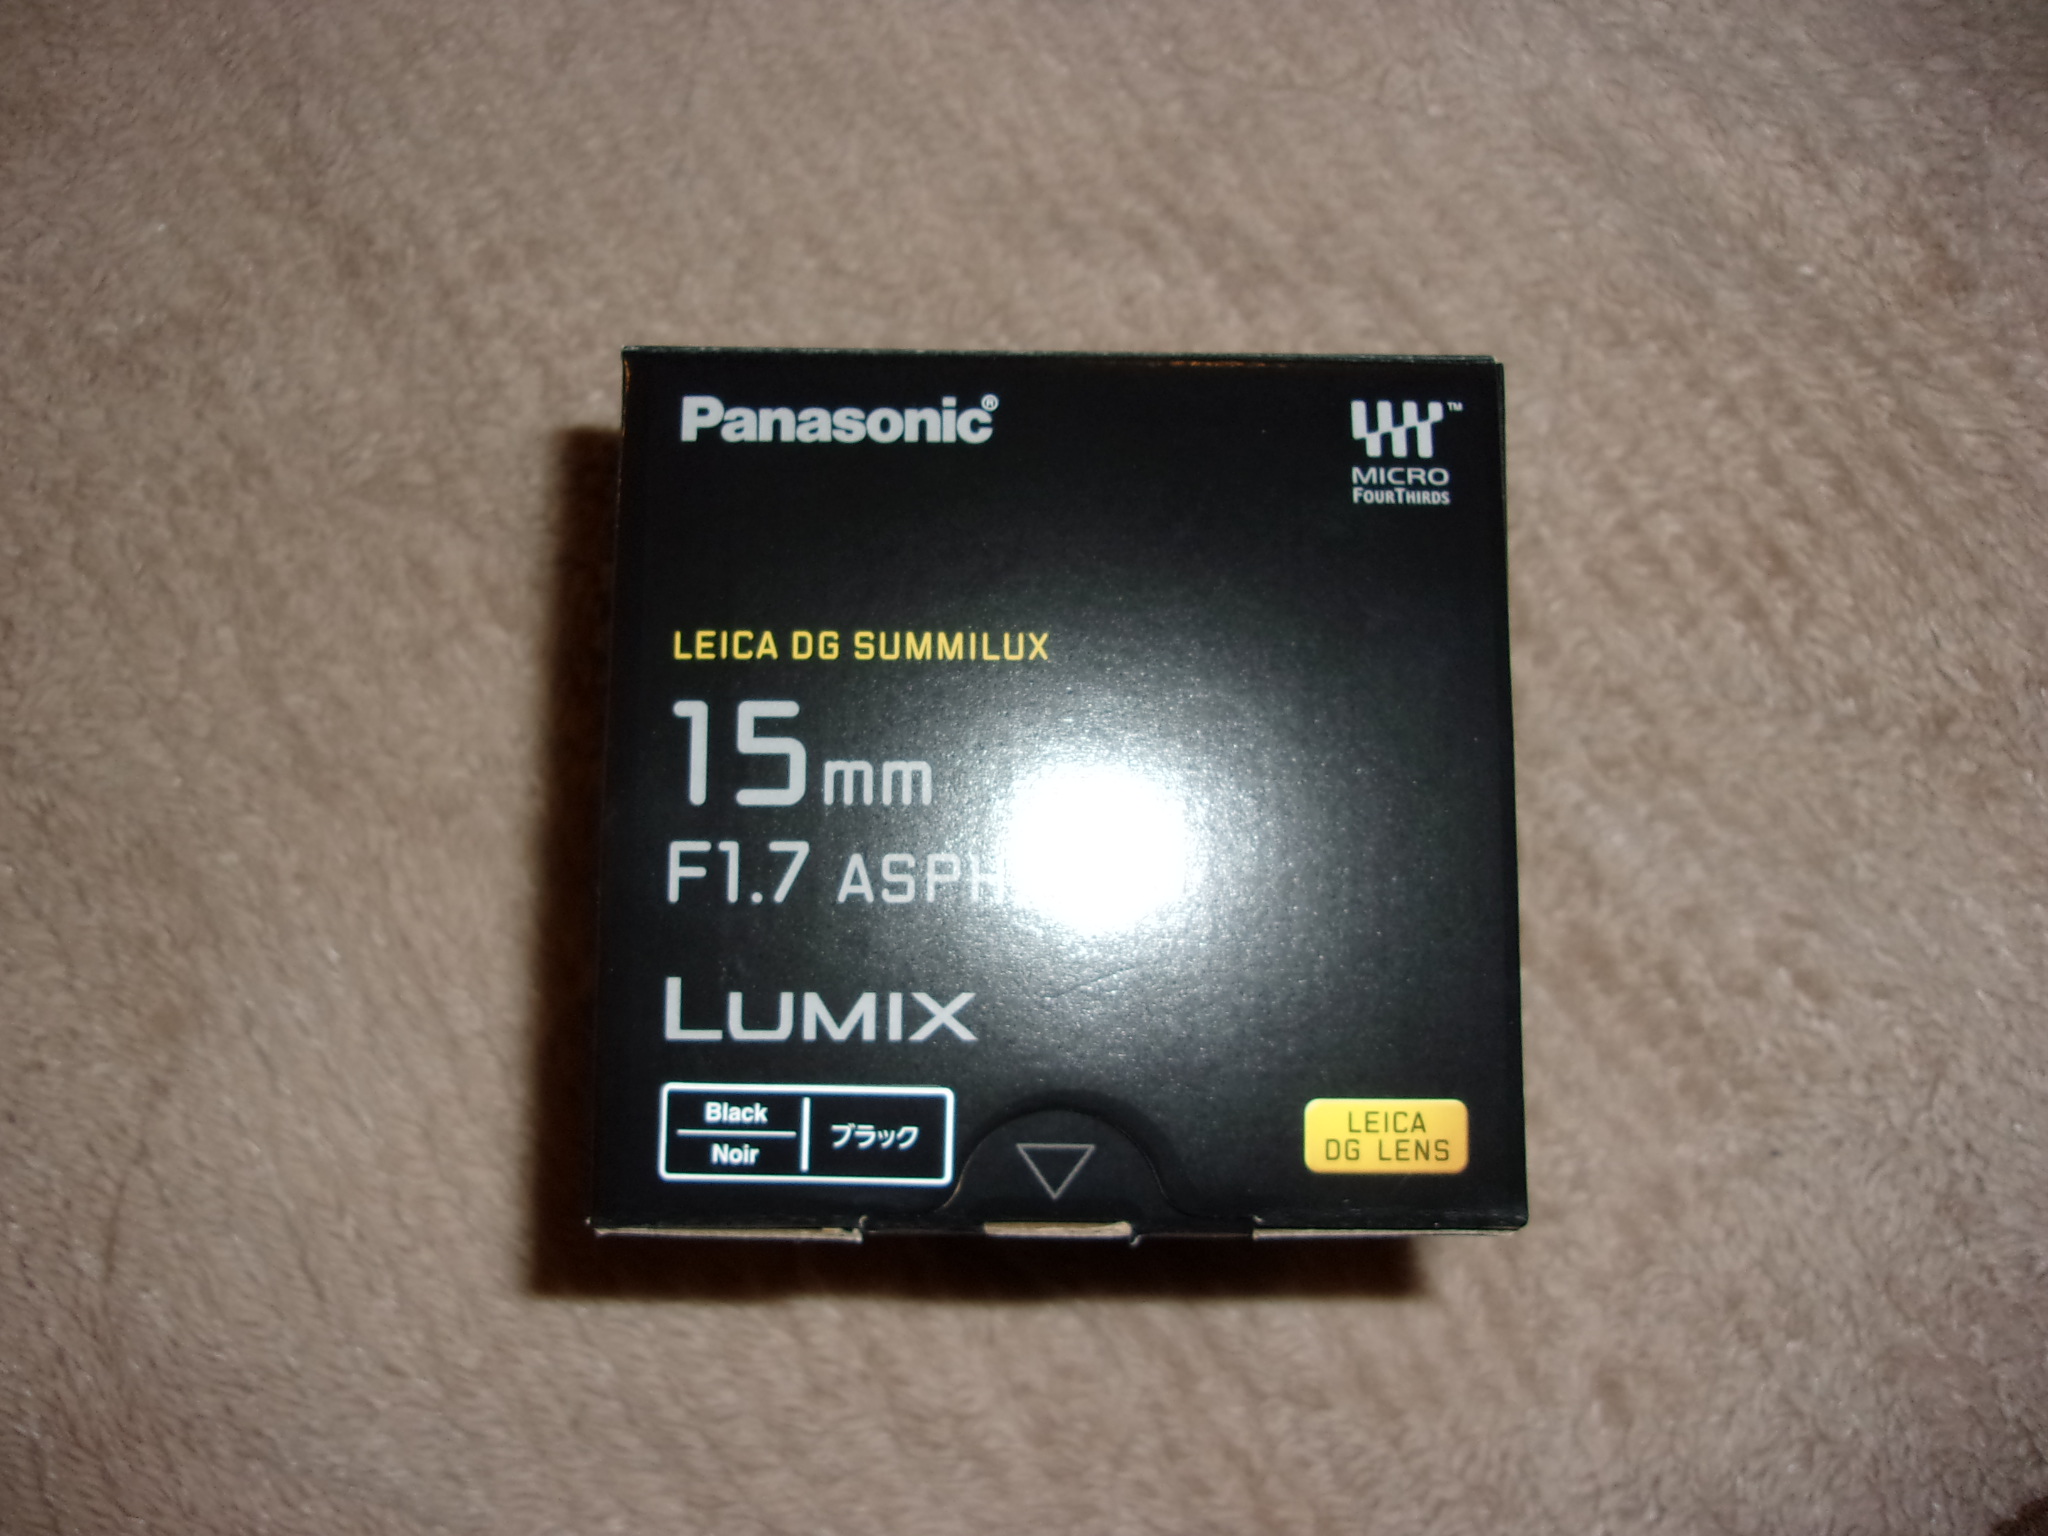 Panasonic®
MICRO
FOURTHIRDS
LEICA DG SUMMILUX
15mm
F1.7
LUMIX
Black
Noir
ブラック
LEICA
DG LENS